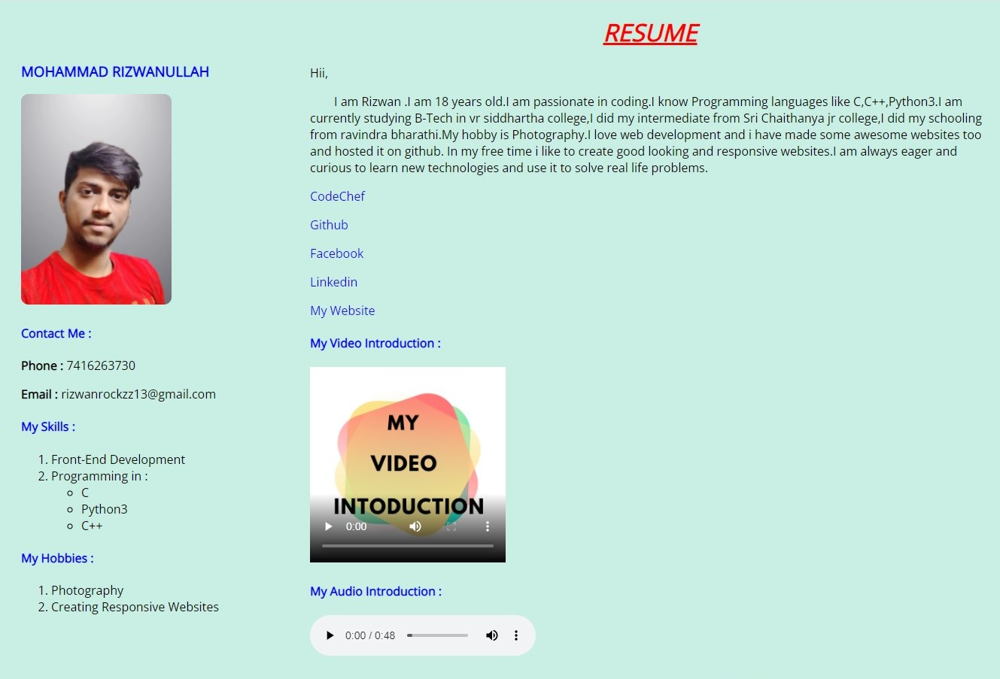 RESUME
MOHAMMAD RIZWANULLAH
Contact Me :
Phone : 7416263730
Email : rizwanrockzz13@gmail.com
My Skills :
1. Front-End Development
2. Programming in :
C
Python3
C++
My Hobbies :
1. Photography
2. Creating Responsive Websites
Hii,
I am Rizwan .I am 18 years old.I am passionate in coding.I know Programming languages like C,C++,Python3.I am
currently studying B-Tech in vr siddhartha college,I did my intermediate from Sri Chaithanya jr college,I did my schooling
from ravindra bharathi.My hobby is Photography.I love web development and i have made some awesome websites too
and hosted it on github. In my free time i like to create good looking and responsive websites.I am always eager and
curious to learn new technologies and use it to solve real life problems.
CodeChef
Github
Facebook
Linkedin
My Website
My Video Introduction :
MY
VIDEO
INTODUCTION
0:00
My Audio Introduction :
0:00 / 0:48